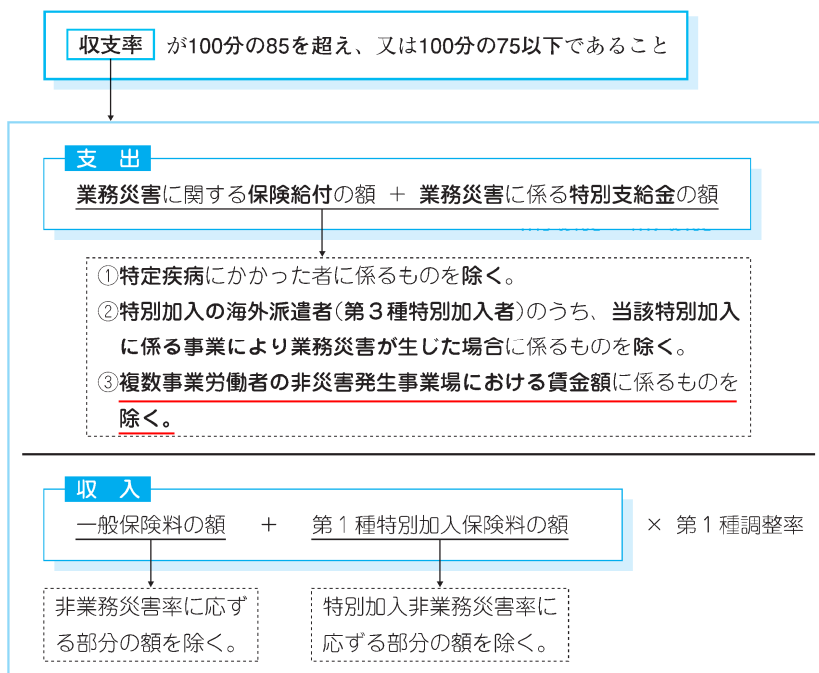 収支率 が100分の85を超え、又は100分の75以下であること
支 出
業務災害に関する保険給付の額 + 業務災害に係る特別支給金の額
①特定疾病にかかった者に係るものを除く。
②特別加入の海外派遣者(第3種特別加入者)のうち、当該特別加入
に係る事業により業務災害が生じた場合に係るものを除く。
③複数事業労働者の非災害発生事業場における賃金額に係るものを
除く。
収 入
一般保険料の額 + 第1種特別加入保険料の額 × 第1種調整率
非業務災害率に応ず
る部分の額を除く。
特別加入非業務災害率に
応ずる部分の額を除く。